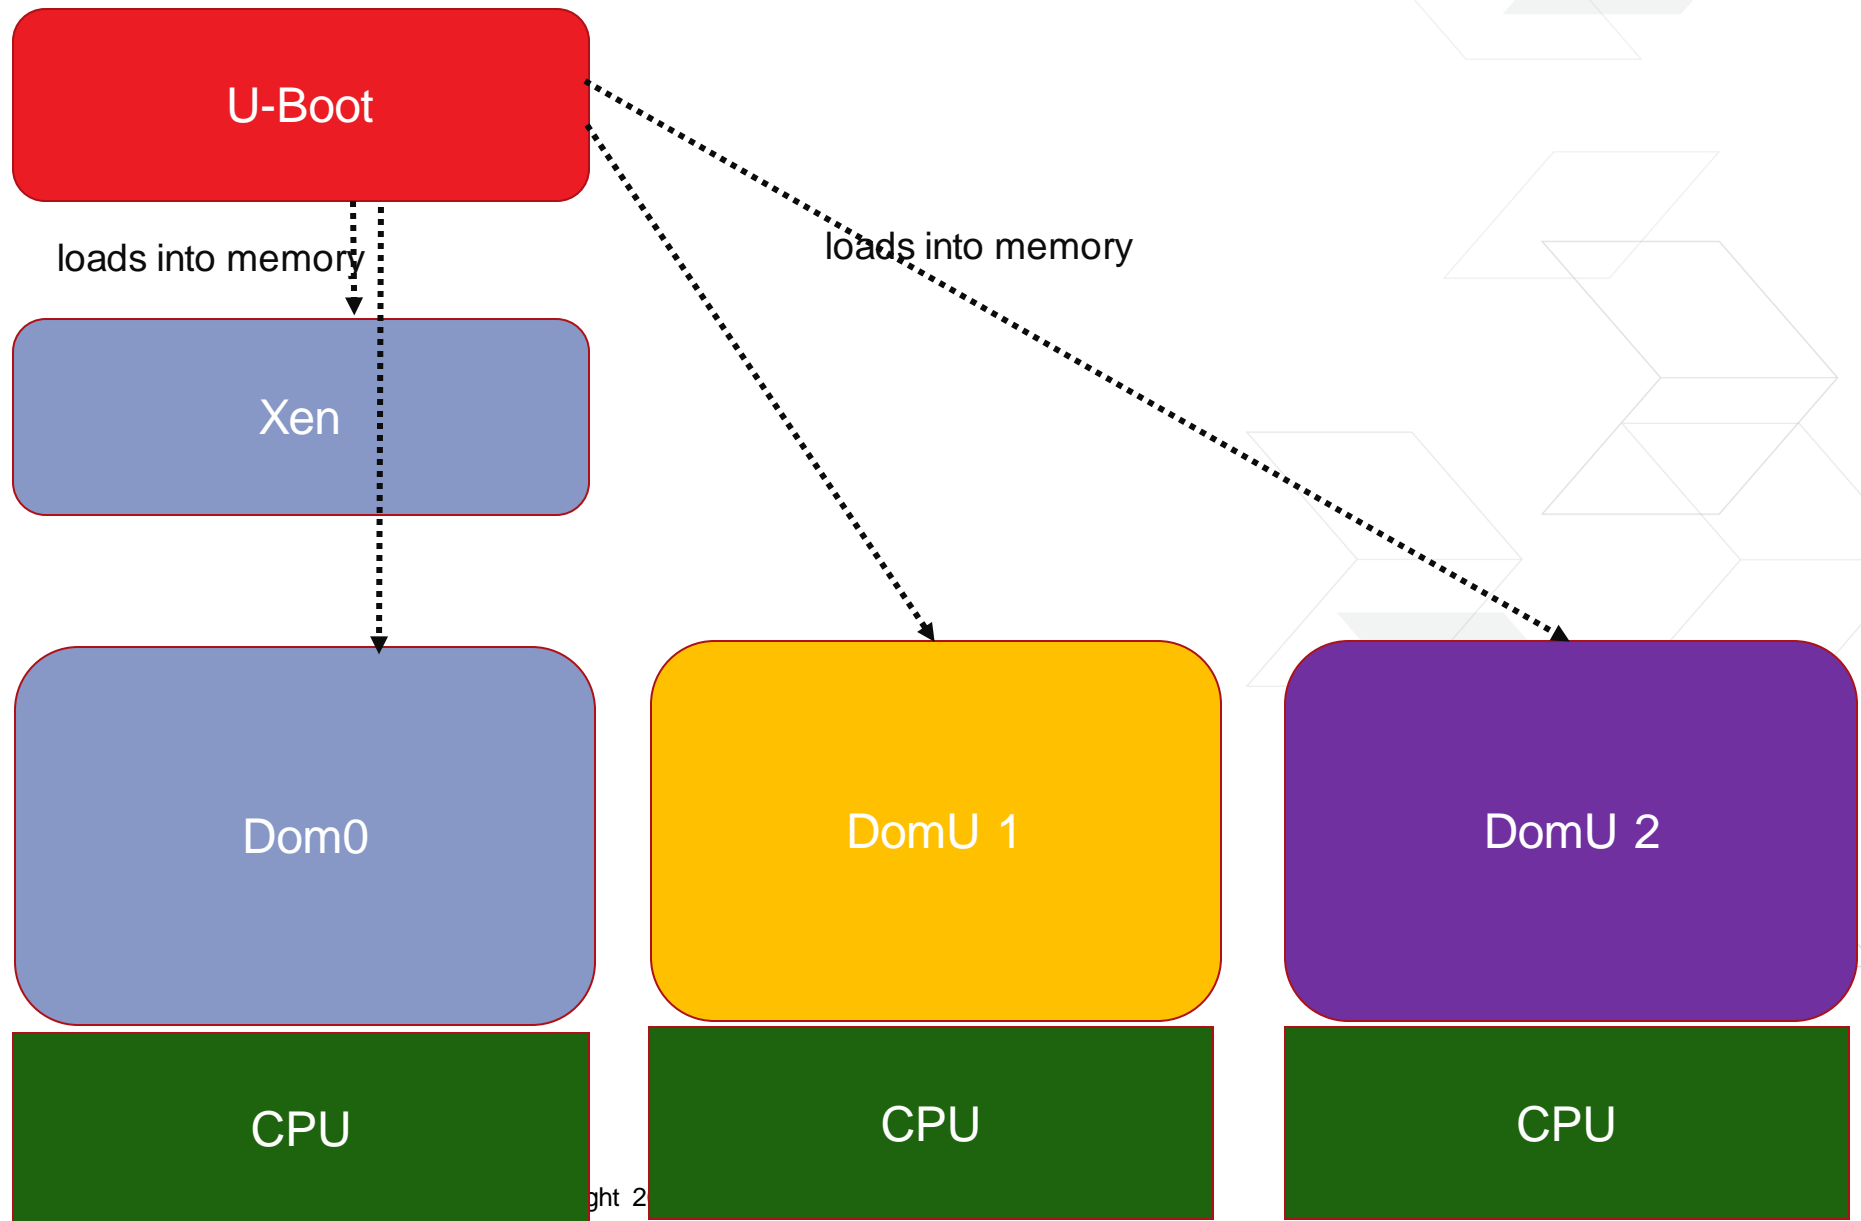 U-Boot
loads into memory
loads into memory
Xen
Dom0
DomU 1
DomU 2
CPU
CPU
CPU